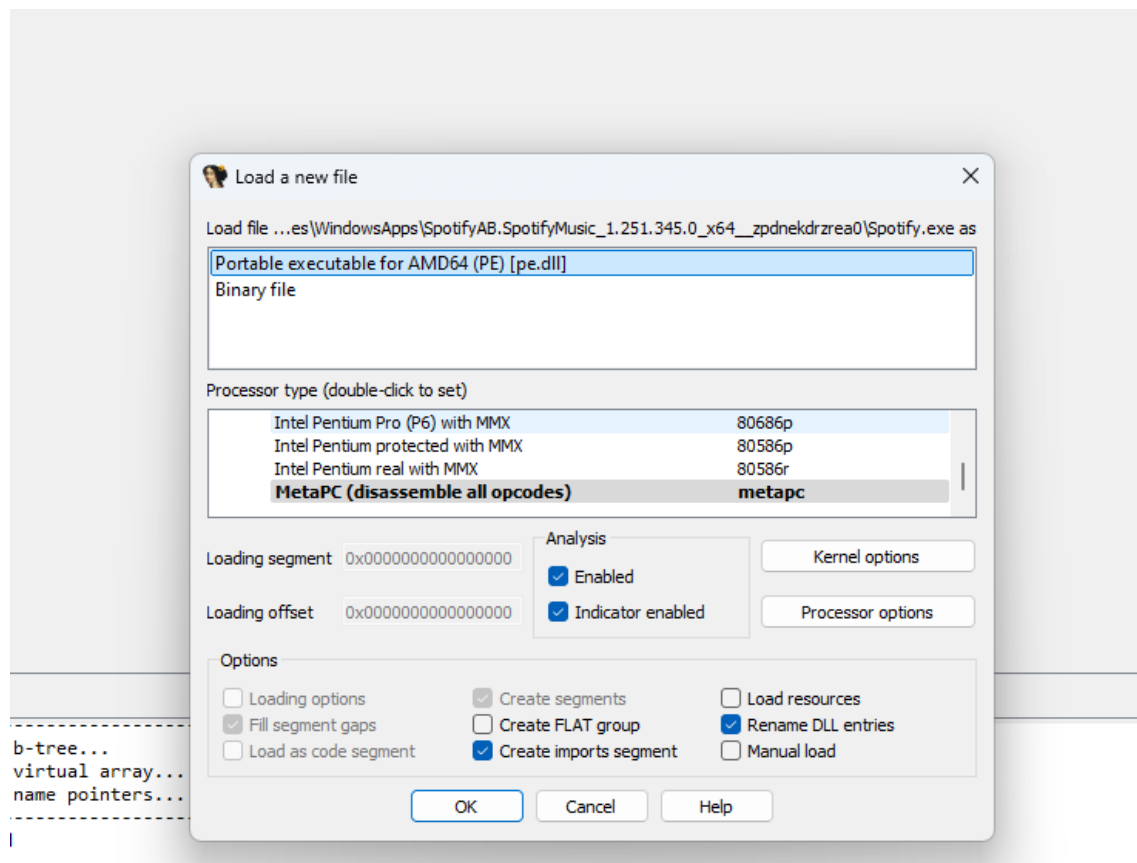 Load a new file
Load file ...es\WindowsApps\SpotifyAB.SpotifyMusic_1.251.345.0_x64__zpdnekdrzrea0\Spotify.exe as
Portable executable for AMD64 (PE) [pe.dll]
Binary file
Processor type (double-click to set)
Intel Pentium Pro (P6) with MMX 80686p
Intel Pentium protected with MMX 80586p
Intel Pentium real with MMX 80586r
MetaPC (disassemble all opcodes) metapc
Analysis
Loading segment 0x0000000000000000
Enabled
Kernel options
Loading offset 0x0000000000000000
Indicator enabled
Processor options
Options
Loading options Create segments Load resources
Fill segment gaps Create FLAT group Rename DLL entries
Load as code segment Create imports segment Manual load
OK Cancel Help
-----------------
b-tree...
virtual array...
name pointers...
-----------------